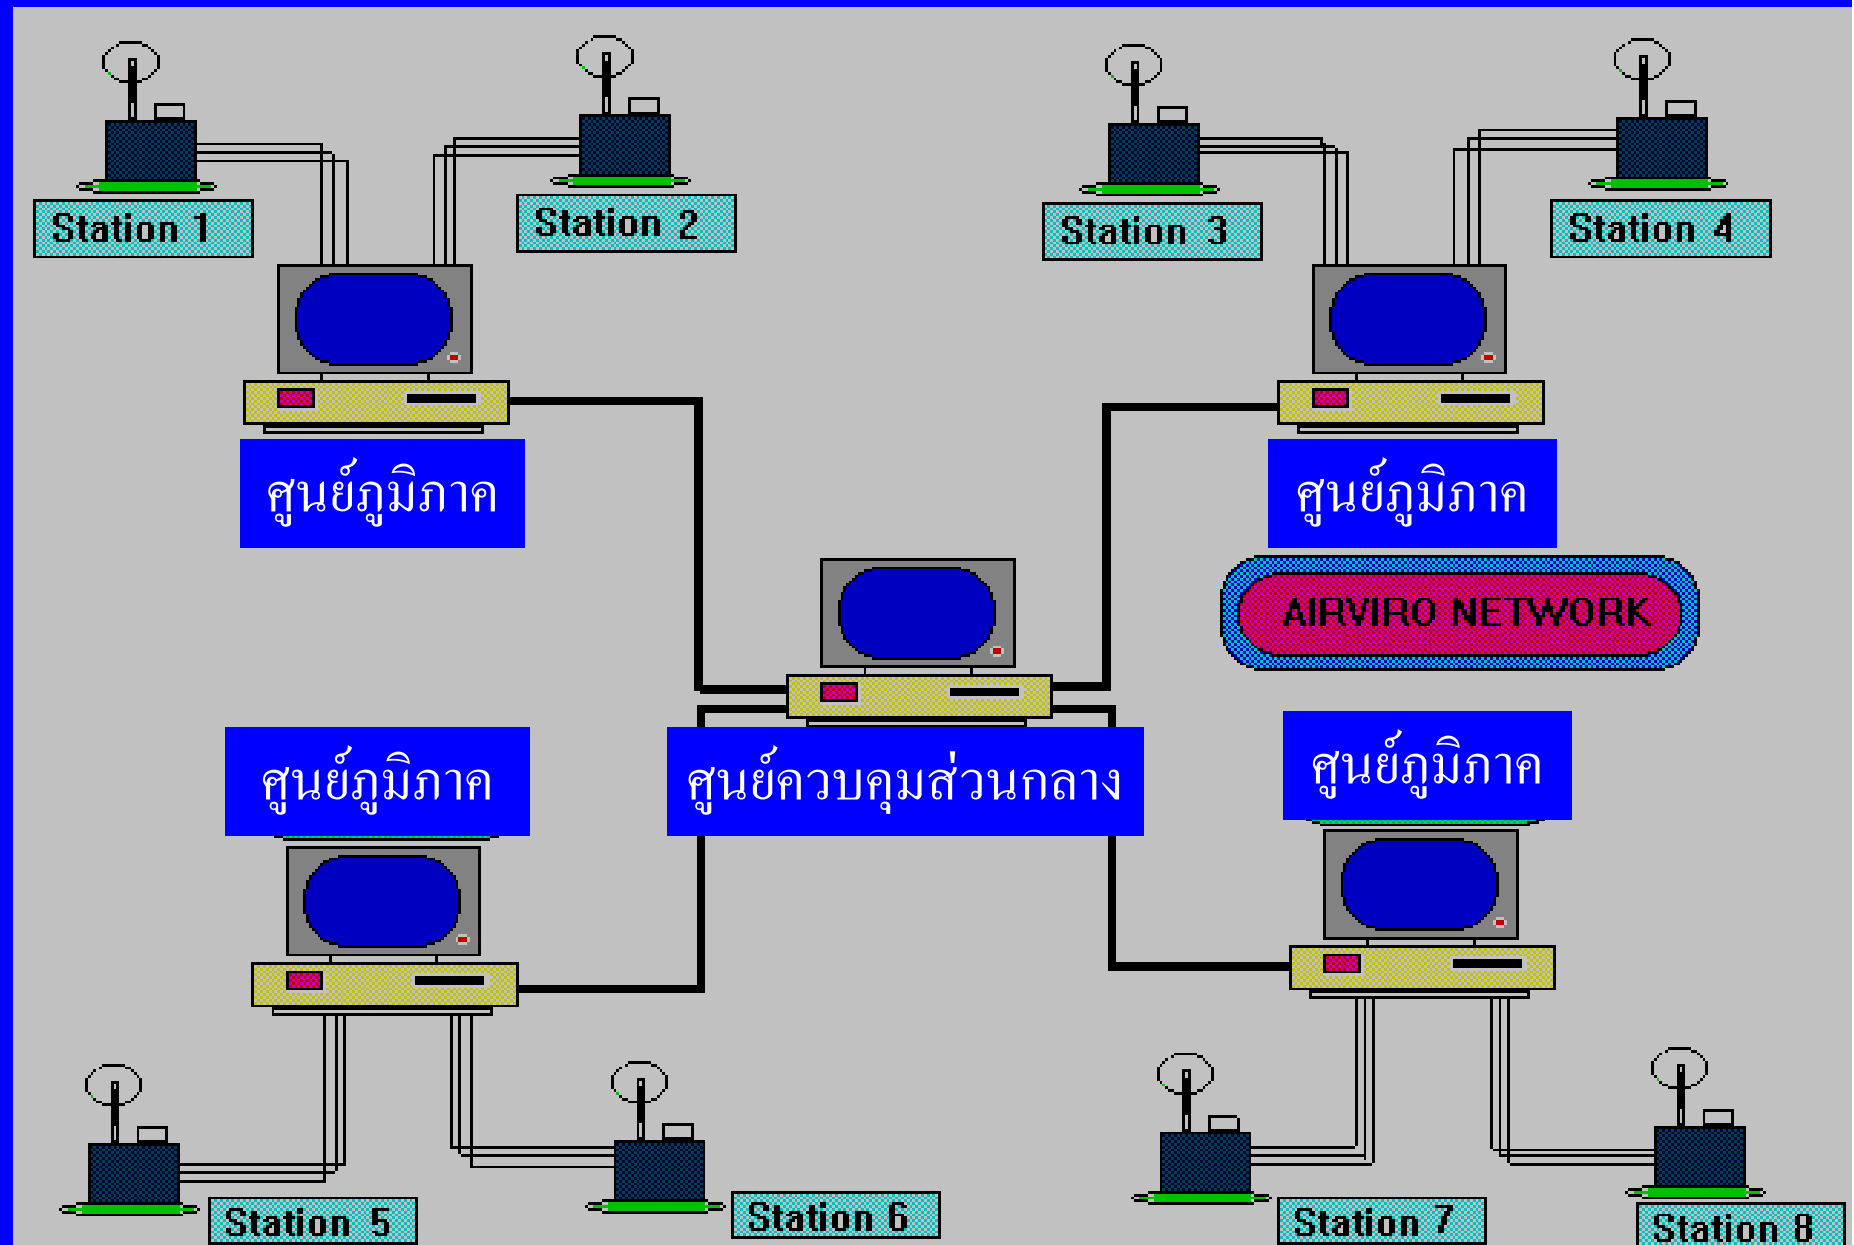 Station 1
Station 2
Station 3
Station 4
ศูนย์ภูมิภาค
ศูนย์ภูมิภาค
AIRVIRO NETWORK
ศูนย์ภูมิภาค
ศูนย์ควบคุมส่วนกลาง
ศูนย์ภูมิภาค
Station 5
Station 6
Station 7
Station 8